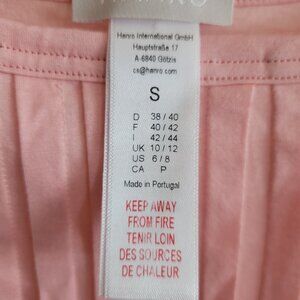 Hanro International GmbH
Hauptstraße 17
A-6840 Götzis
cs@hanro.com
S
D 38 / 40
F 40 / 42
I 42 / 44
UK 10 / 12
US 6 / 8
CA P
Made in Portugal
KEEP AWAY
FROM FIRE
TENIR LOIN
DES SOURCES
DE CHALEUR